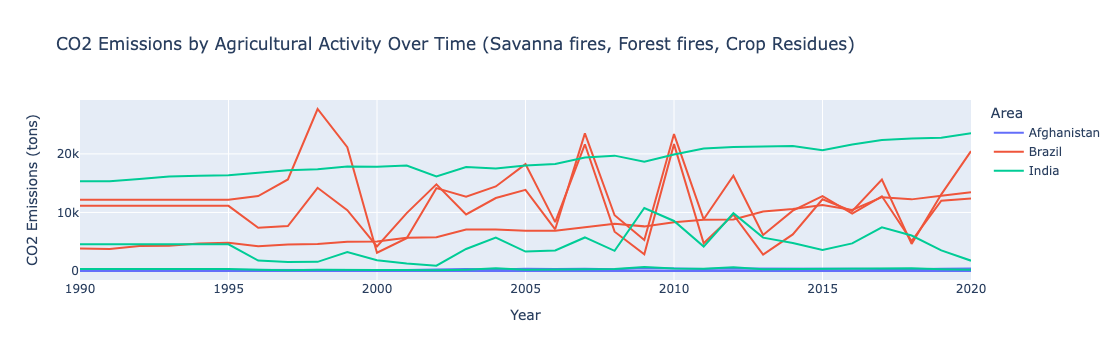 CO2 Emissions by Agricultural Activity Over Time (Savanna fires, Forest fires, Crop Residues)
Area
Afghanistan
Brazil
India
CO2 Emissions (tons)
20k
10k
0
1990 1995 2000 2005 2010 2015 2020
Year